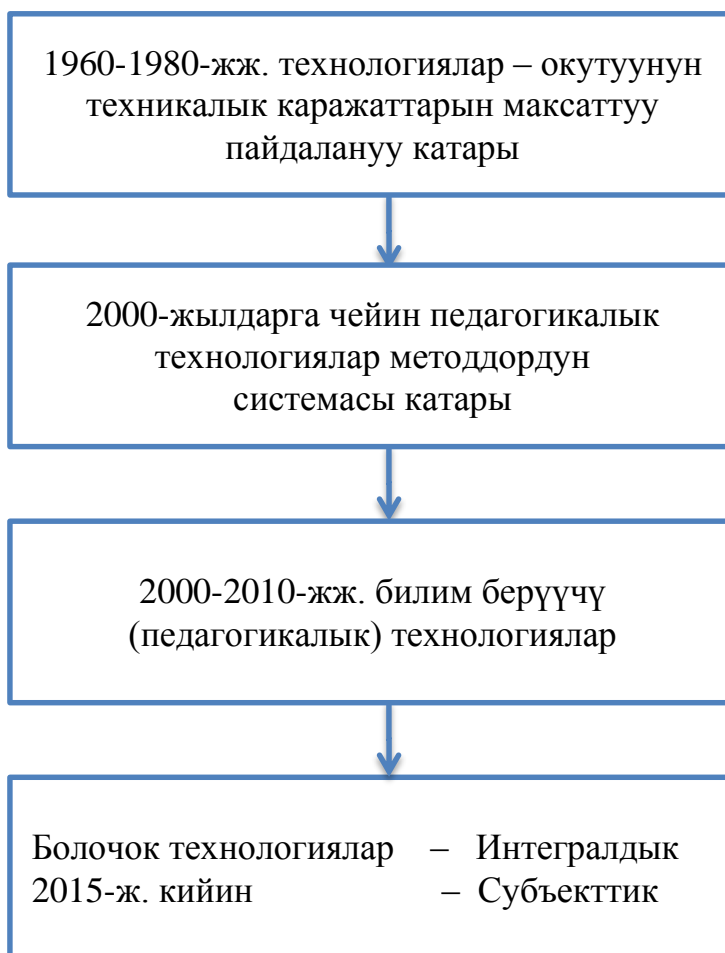 1960-1980-жж. технологиялар – окутуунун
техникалык каражаттарын максаттуу
пайдалануу катары
2000-жылдарга чейин педагогикалык
технологиялар методдордун
системасы катары
2000-2010-жж. билим берүүчү
(педагогикалык) технологиялар
Болочок технологиялар – Интегралдык
2015-ж. кийин – Субъекттик